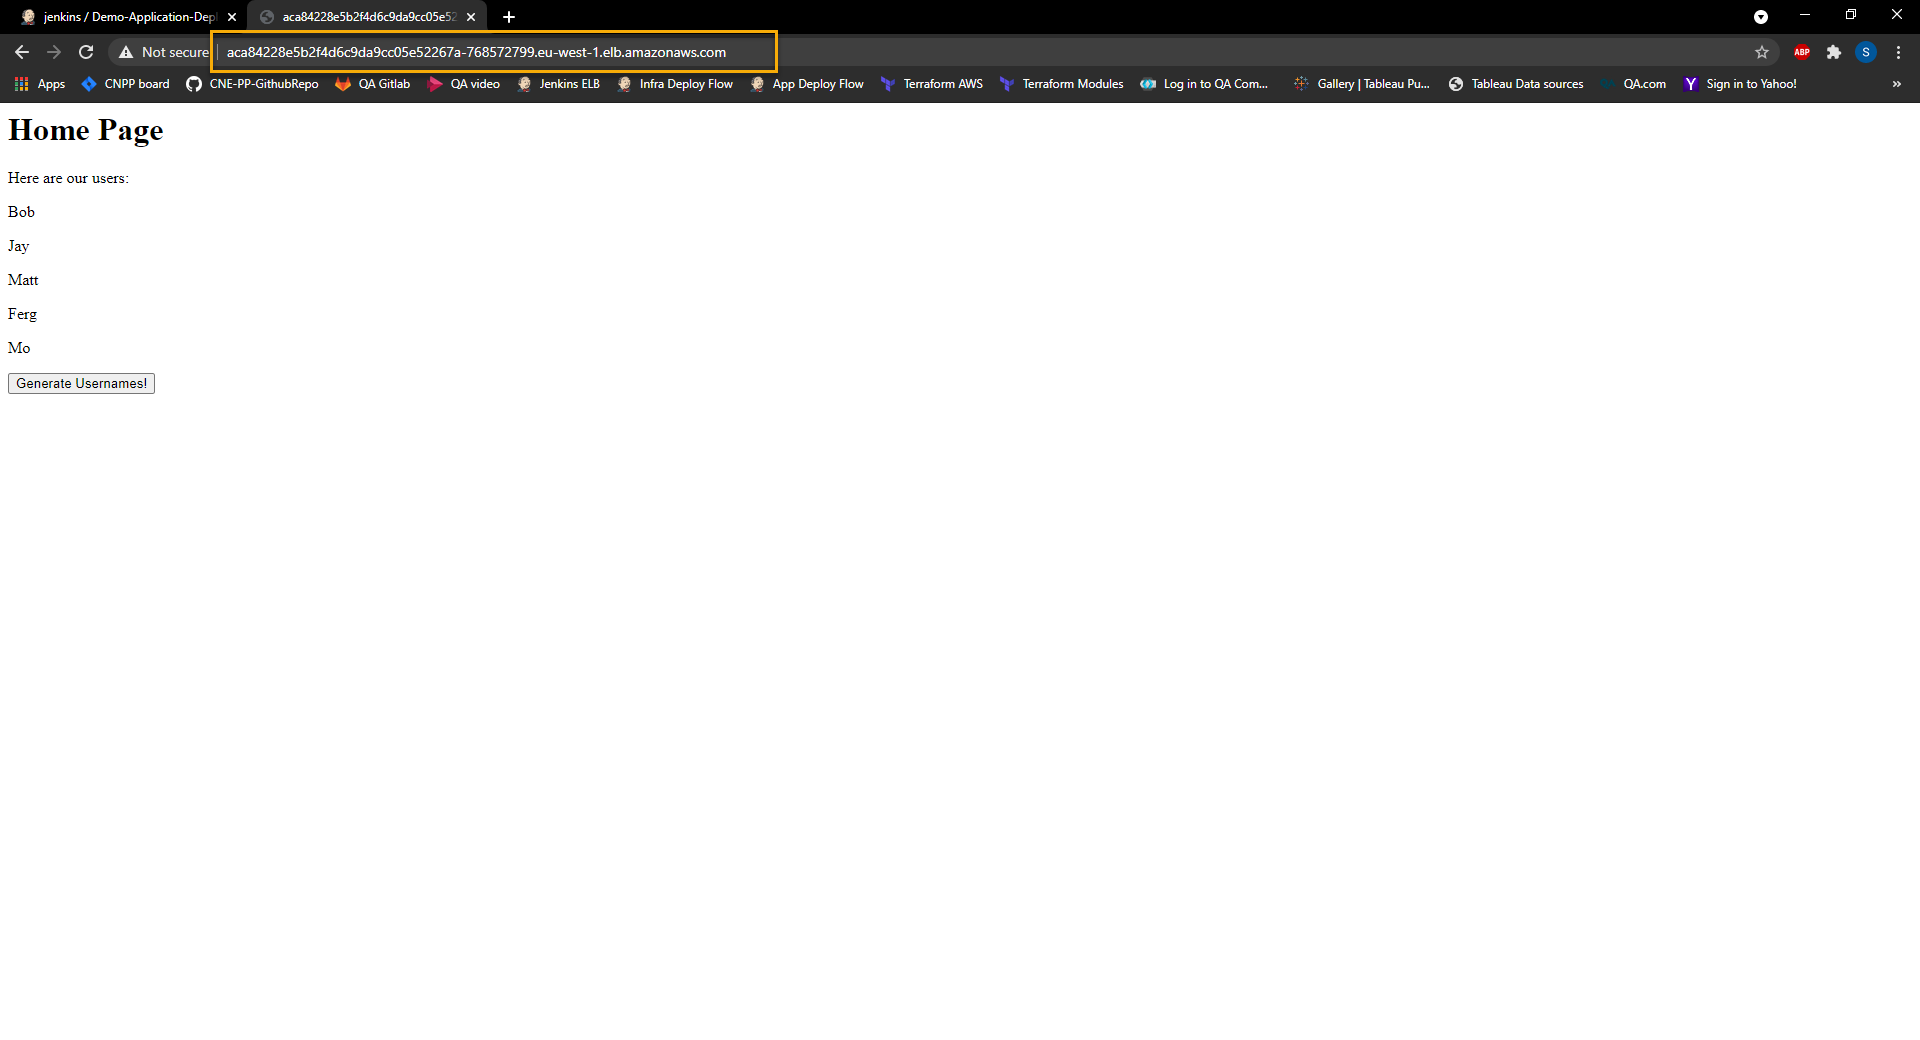 jenkins / Demo-Application-Dep
aca84228e5b2f4d6c9da9cc05e52
Not secure
aca84228e5b2f4d6c9da9cc05e52267a-768572799.eu-west-1.elb.amazonaws.com
ABP
S
Apps
CNPP board
CNE-PP-GithubRepo
QA Gitlab
QA video
Jenkins ELB
Infra Deploy Flow
App Deploy Flow
Terraform AWS
Terraform Modules
Log in to QA Com...
Gallery | Tableau Pu...
Tableau Data sources
QA.com
Y
Sign in to Yahoo!
»
Home Page
Here are our users:
Bob
Jay
Matt
Ferg
Mo
Generate Usernames!